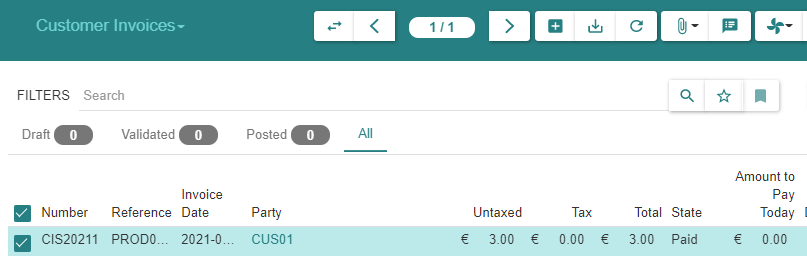 Customer Invoices
1 / 1
FILTERS Search
Draft 0 Validated 0 Posted 0 All
Number Reference Invoice Date Party Untaxed Tax Total State Amount to Pay Today
CIS20211 PROD0... 2021-0... CUS01 € 3.00 € 0.00 € 3.00 Paid € 0.00